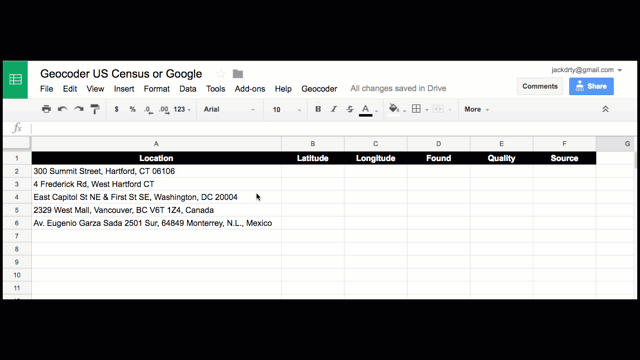 Geocoder US Census or Google
jackdrty@gmail.com
File Edit View Insert Format Data Tools Add-ons Help Geocoder All changes saved in Drive
Comments Share
$ % .0 .00 123 Arial 10 B I S A More
fx
A B C D E F G
1 Location Latitude Longitude Found Quality Source
2 300 Summit Street, Hartford, CT 06106
3 4 Frederick Rd, West Hartford CT
4 East Capitol St NE & First St SE, Washington, DC 20004
5 2329 West Mall, Vancouver, BC V6T 1Z4, Canada
6 Av. Eugenio Garza Sada 2501 Sur, 64849 Monterrey, N.L., Mexico
7
8
9
10
11